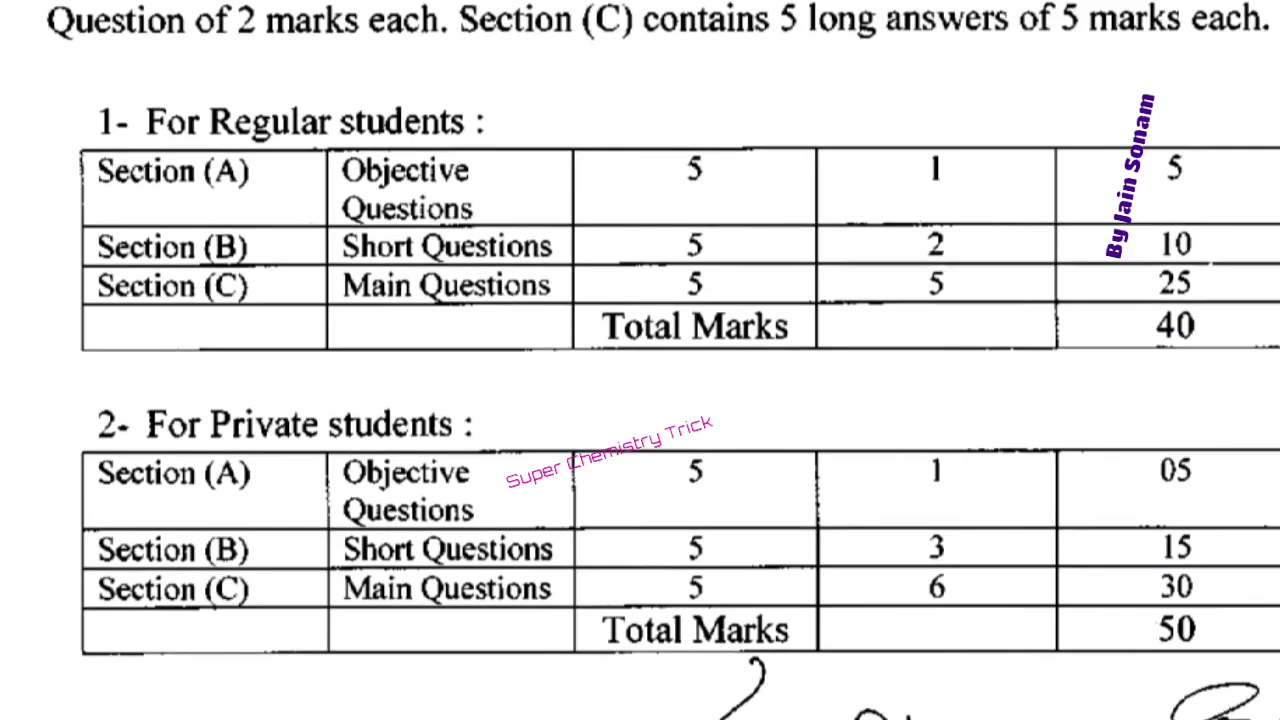 Question of 2 marks each. Section (C) contains 5 long answers of 5 marks each.
1- For Regular students :
Section (A) Objective Questions 5 1 5
Section (B) Short Questions 5 2 10
Section (C) Main Questions 5 5 25
Total Marks 40
By Jain Sonam
2- For Private students :
Super Chemistry Trick
Section (A) Objective Questions 5 1 05
Section (B) Short Questions 5 3 15
Section (C) Main Questions 5 6 30
Total Marks 50